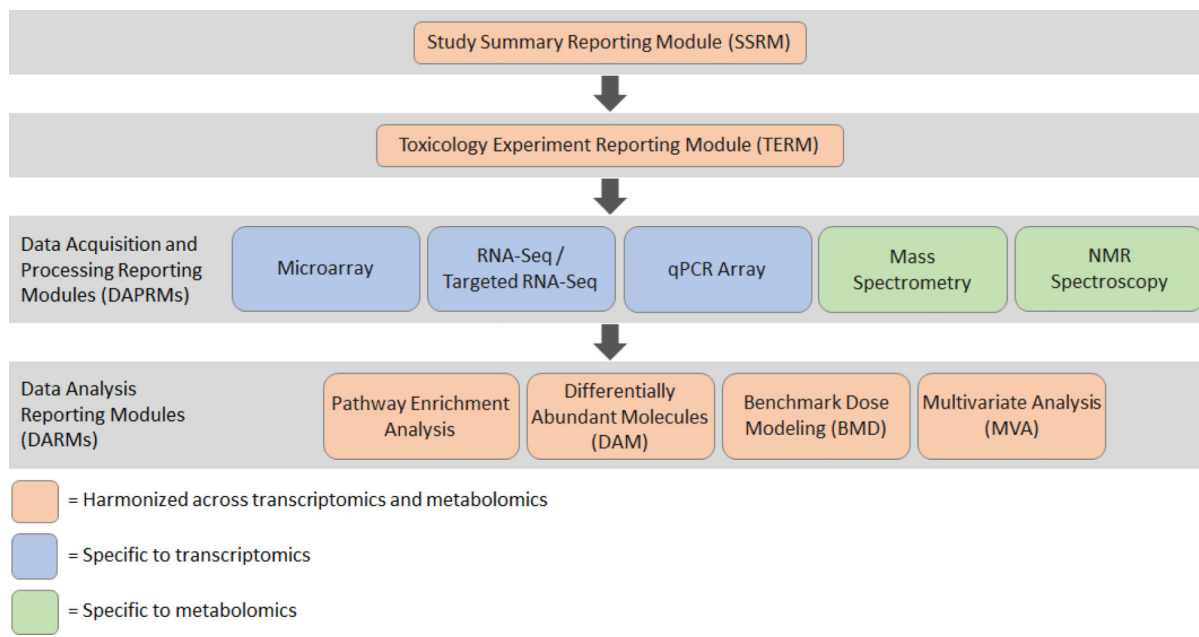 Study Summary Reporting Module (SSRM)
Toxicology Experiment Reporting Module (TERM)
Data Acquisition and
Processing Reporting
Modules (DAPRMs)
Microarray
RNA-Seq /
Targeted RNA-Seq
qPCR Array
Mass
Spectrometry
NMR
Spectroscopy
Data Analysis
Reporting Modules
(DARMs)
Pathway Enrichment
Analysis
Differentially
Abundant Molecules
(DAM)
Benchmark Dose
Modeling (BMD)
Multivariate Analysis
(MVA)
= Harmonized across transcriptomics and metabolomics
= Specific to transcriptomics
= Specific to metabolomics